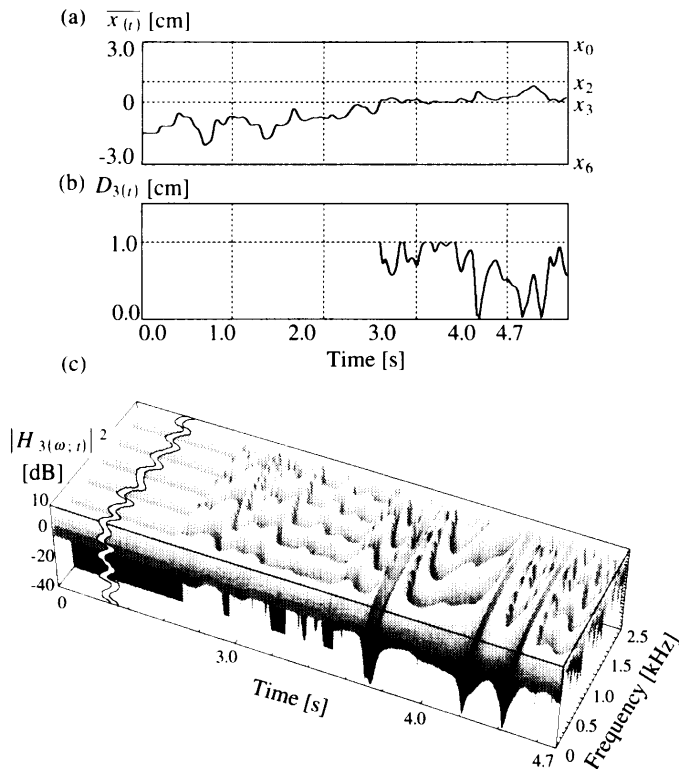 (a) x(t) [cm]
3.0
x0
x2
0
x3
-3.0
x6
(b) D3(t) [cm]
1.0
0.0
0.0 1.0 2.0 3.0 4.0 4.7
Time [s]
(c)
|H3(ω; t)|2
[dB]
10
0
-20
-40
0
3.0
4.0
4.7
Time [s]
0
0.5
1.0
1.5
2.5
Frequency [kHz]